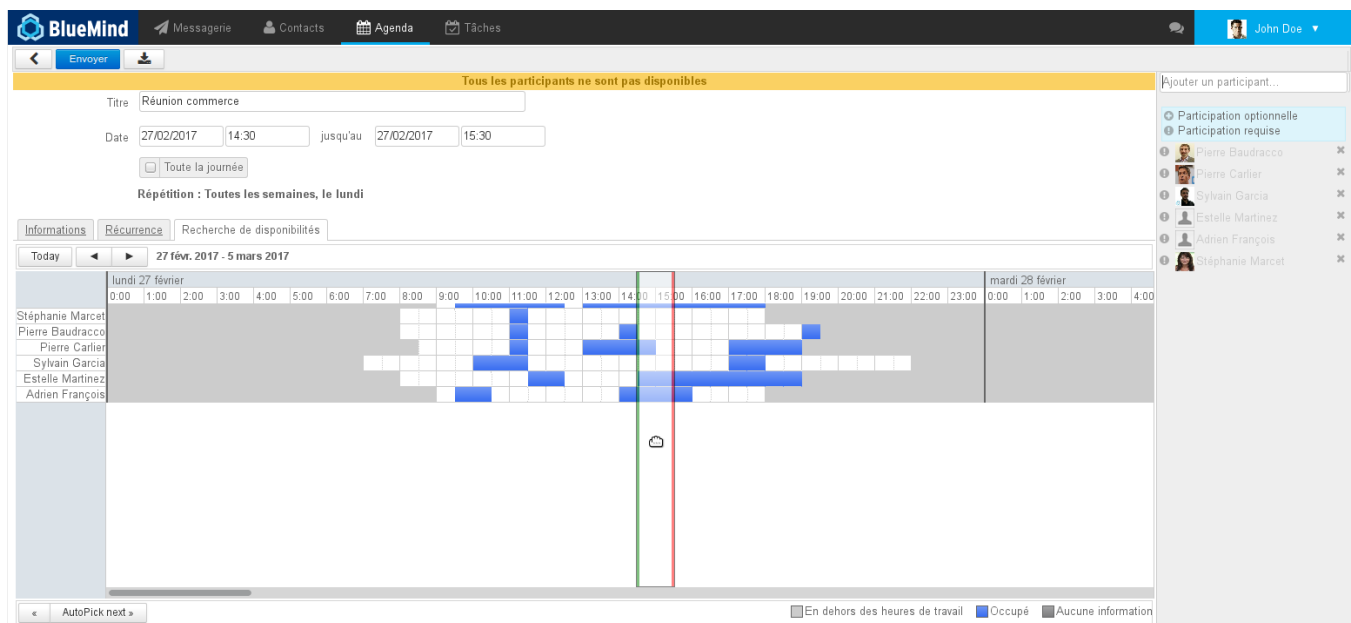 BlueMind Messagerie Contacts Agenda Tâches John Doe ▼
Envoyer
Tous les participants ne sont pas disponibles
Ajouter un participant...
Titre Réunion commerce
Participation optionnelle
Participation requise
Date 27/02/2017 14:30 jusqu'au 27/02/2017 15:30
Pierre Baudracco
Toute la journée
Pierre Carlier
Répétition : Toutes les semaines, le lundi
Sylvain Garcia
Estelle Martinez
Informations Récurrence Recherche de disponibilités
Adrien François
Today ◄ ► 27 févr. 2017 - 5 mars 2017
Stéphanie Marcet
lundi 27 février mardi 28 février
0:00 1:00 2:00 3:00 4:00 5:00 6:00 7:00 8:00 9:00 10:00 11:00 12:00 13:00 14:00 15:00 16:00 17:00 18:00 19:00 20:00 21:00 22:00 23:00 0:00 1:00 2:00 3:00 4:00
Stéphanie Marcet
Pierre Baudracco
Pierre Carlier
Sylvain Garcia
Estelle Martinez
Adrien François
« AutoPick next » En dehors des heures de travail Occupé Aucune information